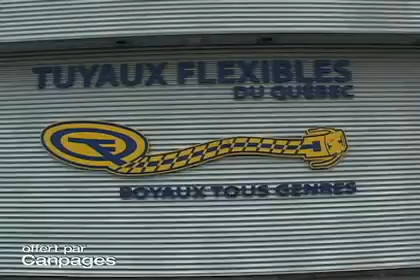 TUYAUX FLEXIBLES
DU QUÉBEC
BOYAUX TOUS GENRES
offert par
Canpages